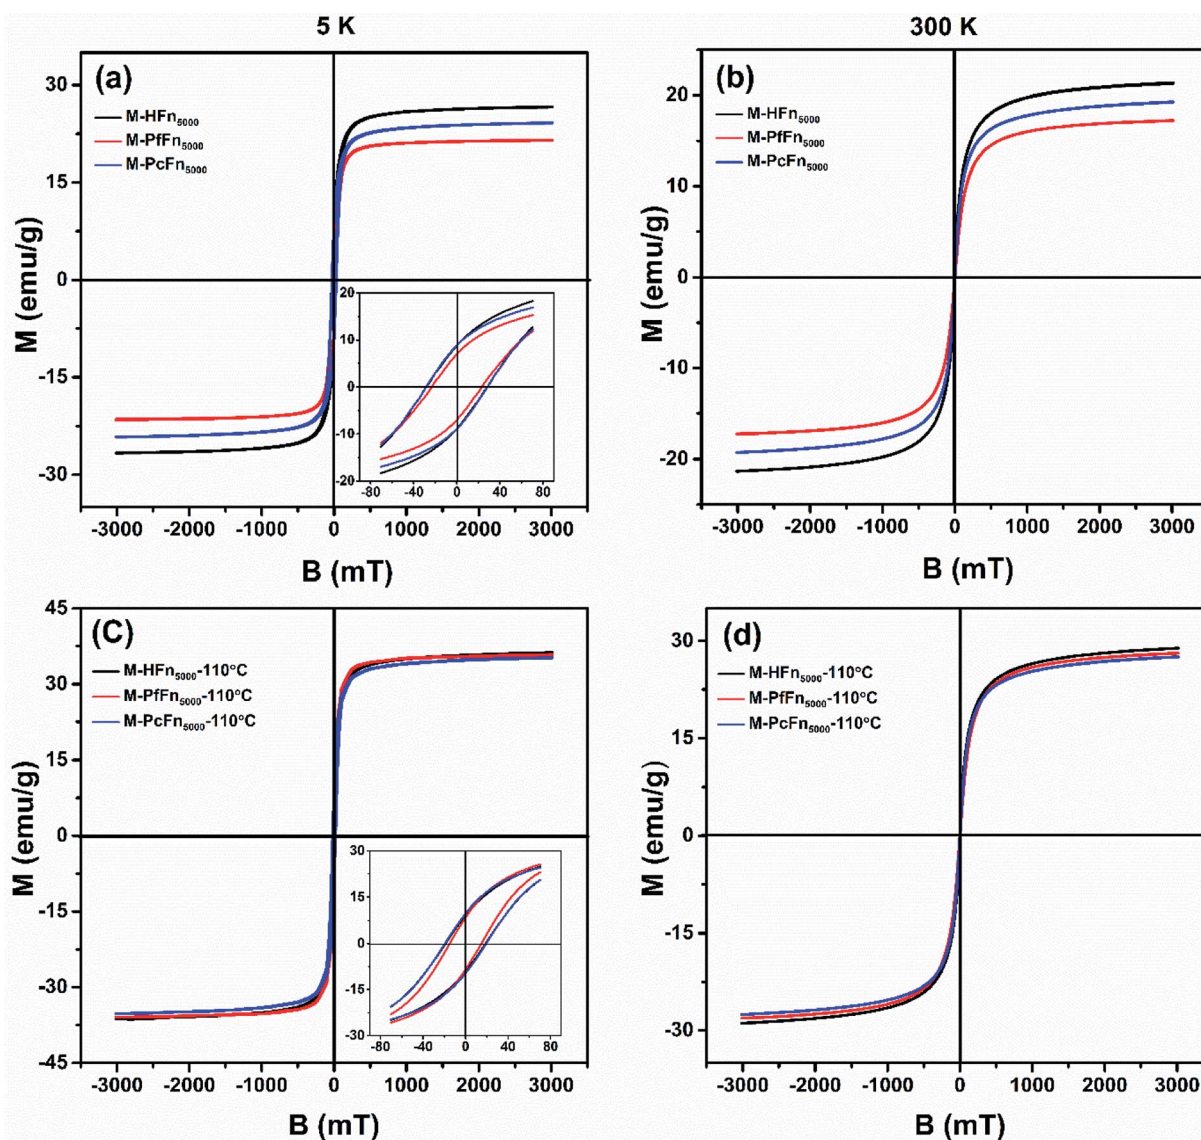 5 K
300 K
(a)
M-HFn5000
M-PfFn5000
M-PcFn5000
M (emu/g)
30
15
0
-15
-30
20
10
0
-10
-20
-80 -40 0 40 80
-3000 -2000 -1000 0 1000 2000 3000
B (mT)
(b)
M-HFn5000
M-PfFn5000
M-PcFn5000
M (emu/g)
20
10
0
-10
-20
-3000 -2000 -1000 0 1000 2000 3000
B (mT)
(C)
M-HFn5000-110°C
M-PfFn5000-110°C
M-PcFn5000-110°C
M (emu/g)
45
30
15
0
-15
-30
-45
30
15
0
-15
-30
-80 -40 0 40 80
-3000 -2000 -1000 0 1000 2000 3000
B (mT)
(d)
M-HFn5000-110°C
M-PfFn5000-110°C
M-PcFn5000-110°C
M (emu/g)
30
15
0
-15
-30
-3000 -2000 -1000 0 1000 2000 3000
B (mT)